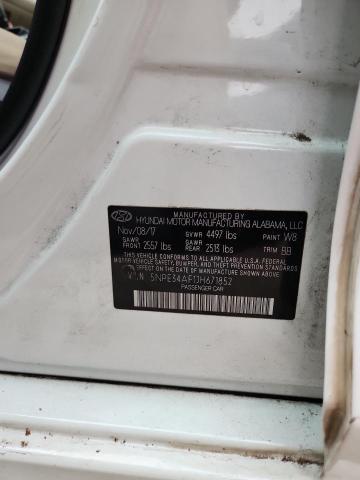 MANUFACTURED BY
HYUNDAI MOTOR MANUFACTURING ALABAMA, LLC
Nov/08/17 GVWR 4497 lbs PAINT W8
GAWR FRONT 2557 lbs GAWR REAR 2513 lbs TRIM BB
THIS VEHICLE CONFORMS TO ALL APPLICABLE U.S. FEDERAL
MOTOR VEHICLE SAFETY, BUMPER, AND THEFT PREVENTION STANDARDS
IN EFFECT ON THE DATE OF MANUFACTURE SHOWN ABOVE
V.I.N 5NPE34AF1JH671852
PASSENGER CAR